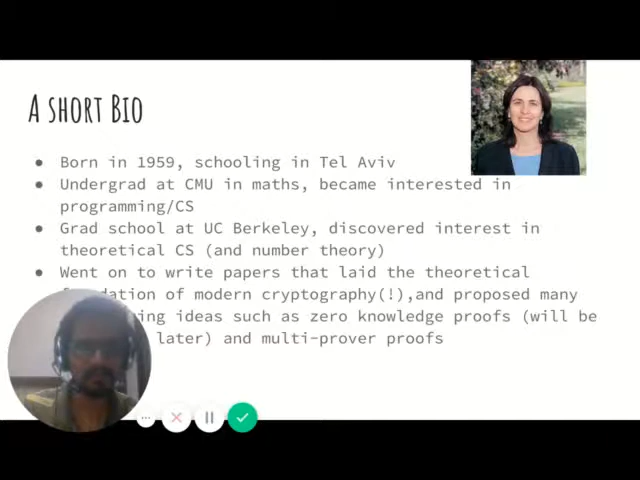 A SHORT BIO
● Born in 1959, schooling in Tel Aviv
● Undergrad at CMU in maths, became interested in
programming/CS
● Grad school at UC Berkeley, discovered interest in
theoretical CS (and number theory)
● Went on to write papers that laid the theoretical
dation of modern cryptography(!),and proposed many
ing ideas such as zero knowledge proofs (will be
later) and multi-prover proofs